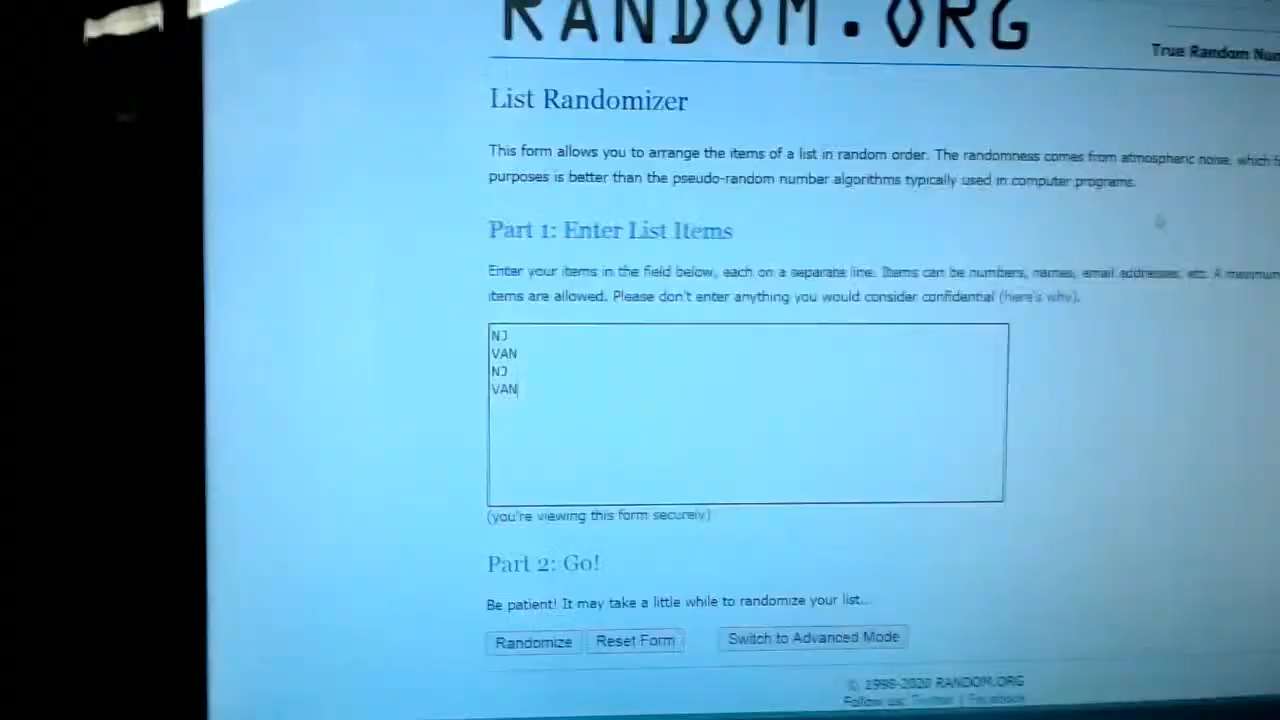 RANDOM.ORG
True Random Num
List Randomizer
This form allows you to arrange the items of a list in random order. The randomness comes from atmospheric noise, which f
purposes is better than the pseudo-random number algorithms typically used in computer programs.
Part 1: Enter List Items
Enter your items in the field below, each on a separate line. Items can be numbers, names, email addresses, etc. A maximum
items are allowed. Please don't enter anything you would consider confidential (here's why).
NJ
VAN
NJ
VAN
(you're viewing this form securely)
Part 2: Go!
Be patient! It may take a little while to randomize your list...
Randomize Reset Form Switch to Advanced Mode
© 1998-2020 RANDOM.ORG
Follow us: Twitter | Facebook